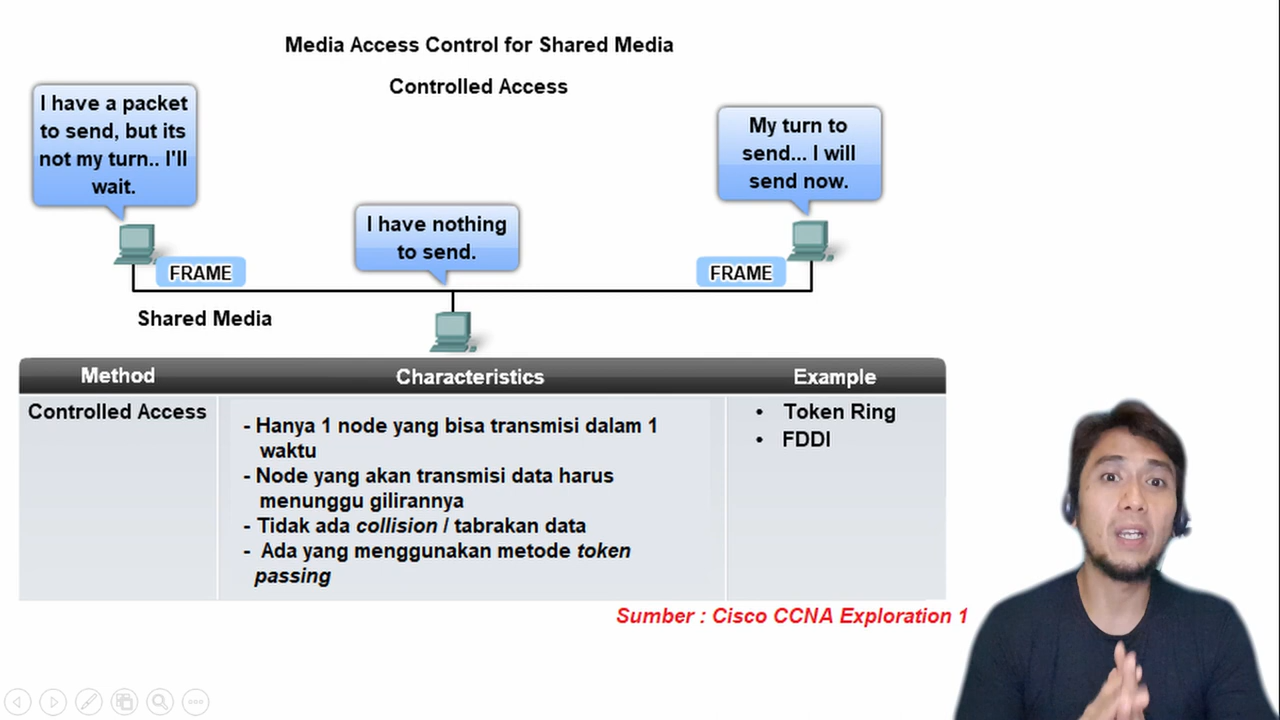 Media Access Control for Shared Media
Controlled Access
I have a packet
to send, but its
not my turn.. I'll
wait.
My turn to
send... I will
send now.
I have nothing
to send.
FRAME
FRAME
Shared Media
Method
Characteristics
Example
Controlled Access
- Hanya 1 node yang bisa transmisi dalam 1
waktu
- Node yang akan transmisi data harus
menunggu gilirannya
- Tidak ada collision / tabrakan data
- Ada yang menggunakan metode token
passing
• Token Ring
• FDDI
Sumber : Cisco CCNA Exploration 1